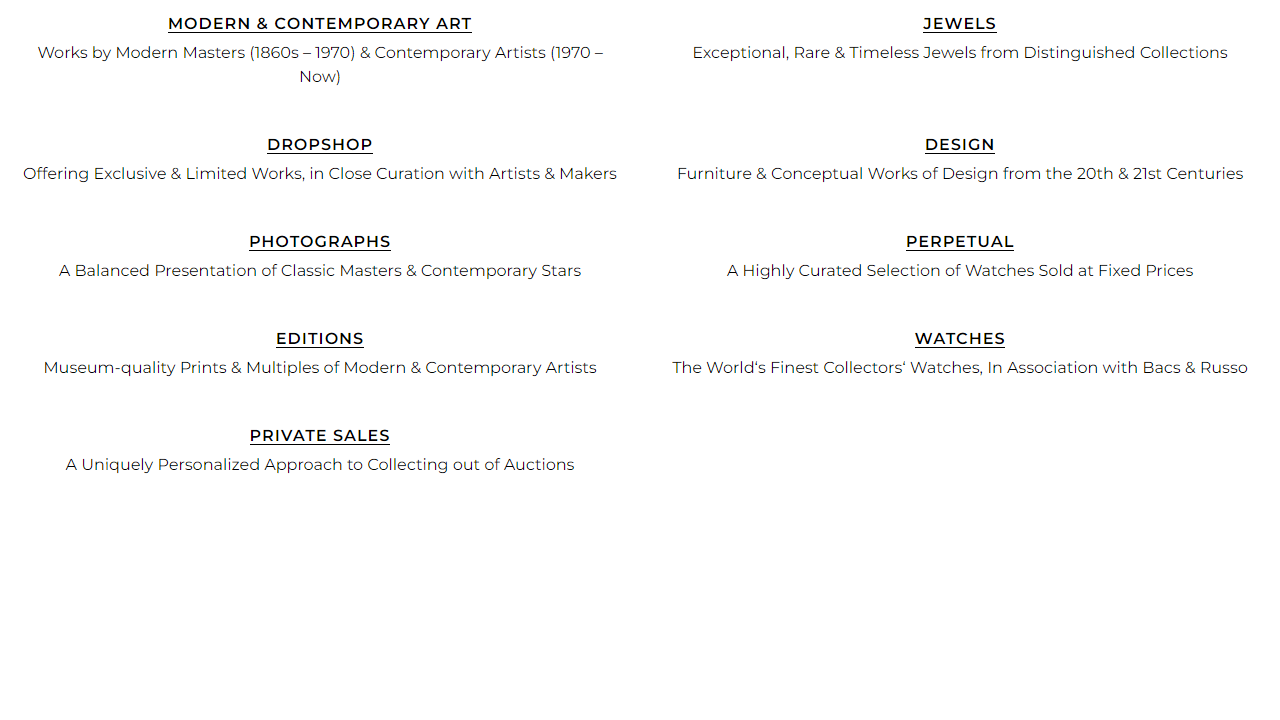 MODERN & CONTEMPORARY ART
Works by Modern Masters (1860s – 1970) & Contemporary Artists (1970 –
Now)
JEWELS
Exceptional, Rare & Timeless Jewels from Distinguished Collections
DROPSHOP
Offering Exclusive & Limited Works, in Close Curation with Artists & Makers
DESIGN
Furniture & Conceptual Works of Design from the 20th & 21st Centuries
PHOTOGRAPHS
A Balanced Presentation of Classic Masters & Contemporary Stars
PERPETUAL
A Highly Curated Selection of Watches Sold at Fixed Prices
EDITIONS
Museum-quality Prints & Multiples of Modern & Contemporary Artists
WATCHES
The World‘s Finest Collectors‘ Watches, In Association with Bacs & Russo
PRIVATE SALES
A Uniquely Personalized Approach to Collecting out of Auctions